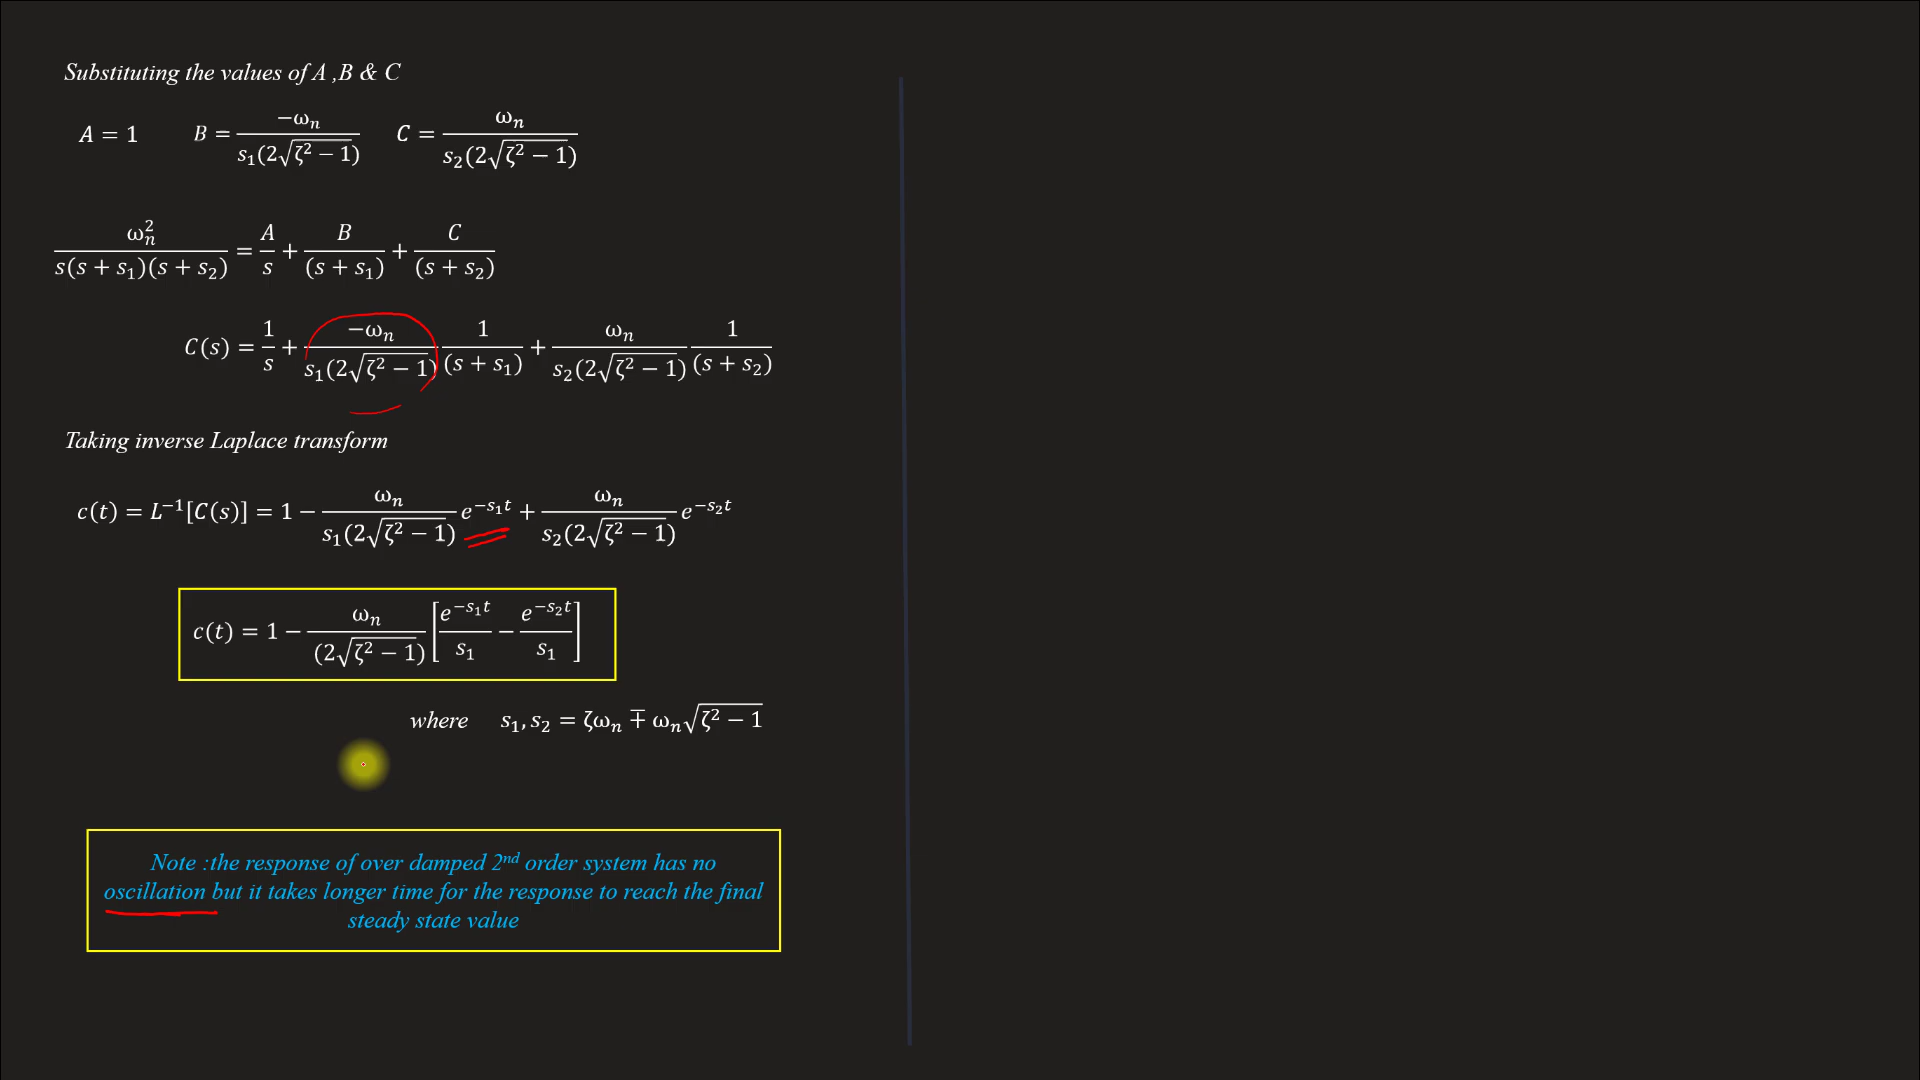 Substituting the values of A ,B & C
A = 1 B = −ωₙ / s₁(2√(ζ² − 1)) C = ωₙ / s₂(2√(ζ² − 1))
ωₙ² / s(s + s₁)(s + s₂) = A/s + B/(s + s₁) + C/(s + s₂)
C(s) = 1/s + −ωₙ / s₁(2√(ζ² − 1)) 1/(s + s₁) + ωₙ / s₂(2√(ζ² − 1)) 1/(s + s₂)
Taking inverse Laplace transform
c(t) = L⁻¹[C(s)] = 1 − ωₙ / s₁(2√(ζ² − 1)) e^(−s₁t) + ωₙ / s₂(2√(ζ² − 1)) e^(−s₂t)
c(t) = 1 − ωₙ / (2√(ζ² − 1)) [e^(−s₁t)/s₁ − e^(−s₂t)/s₁]
where s₁, s₂ = ζωₙ ∓ ωₙ√(ζ² − 1)
Note :the response of over damped 2nd order system has no
oscillation but it takes longer time for the response to reach the final
steady state value